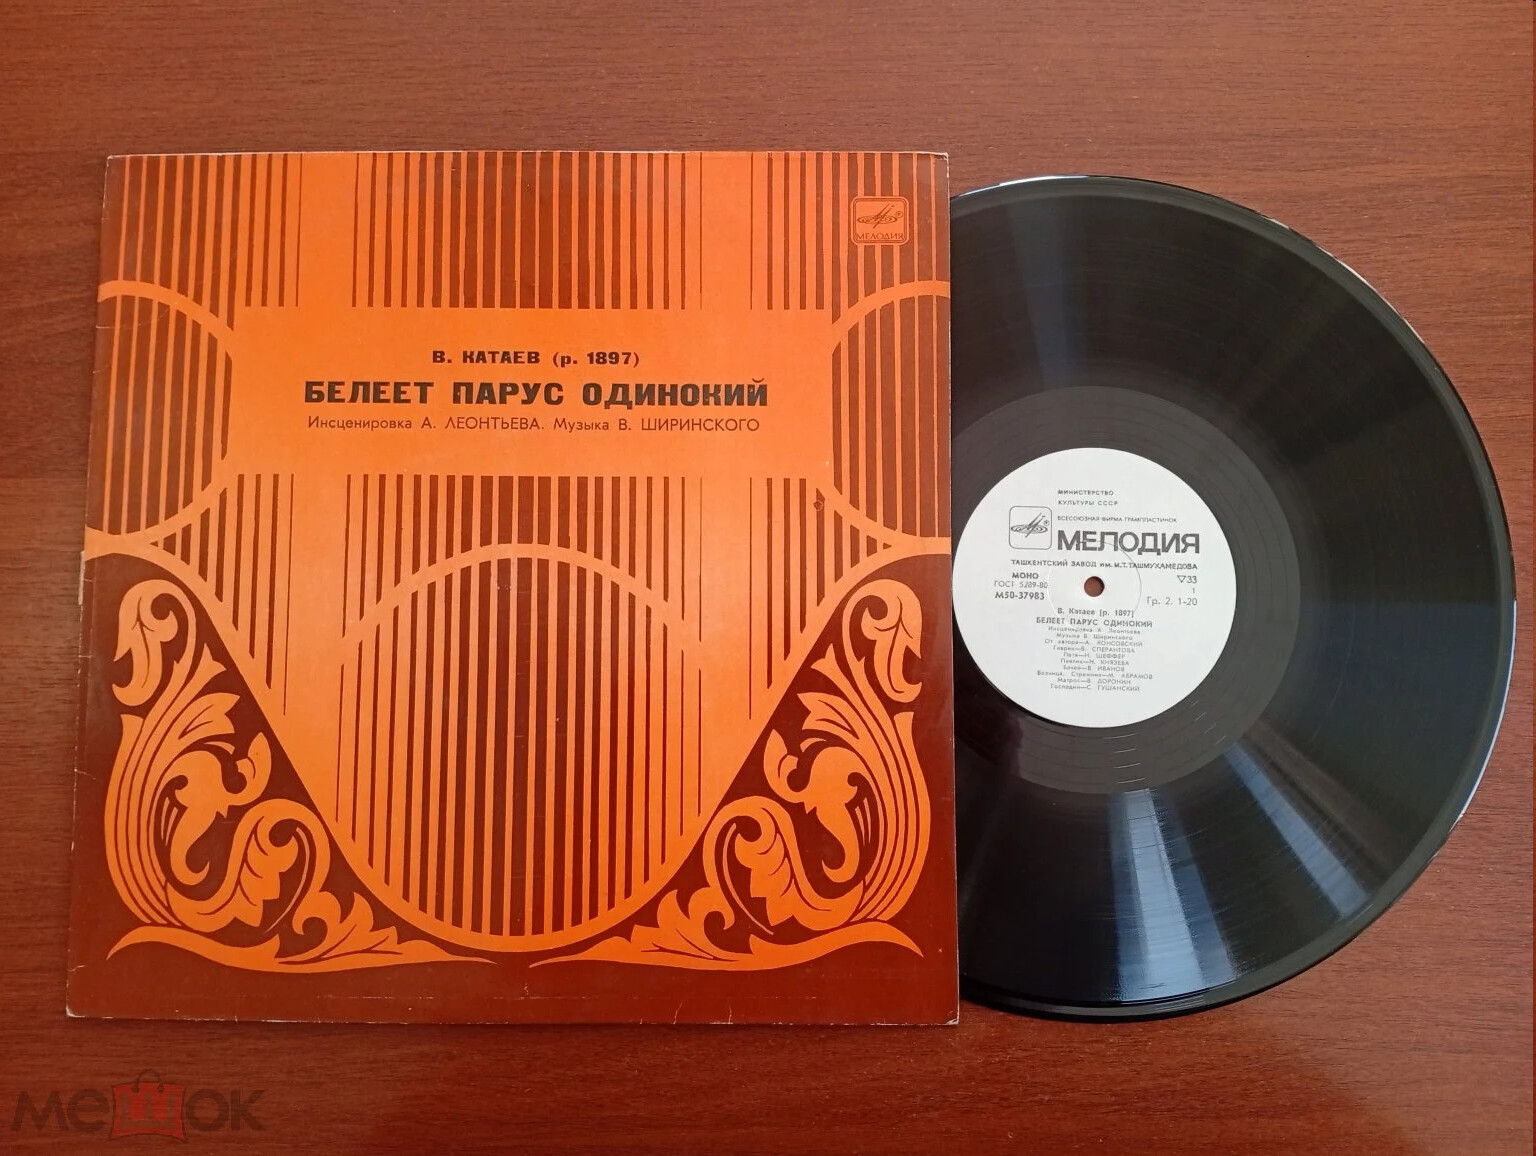 МЕЛОДИЯ
В. КАТАЕВ (р. 1897)
БЕЛЕЕТ ПАРУС ОДИНОКИЙ
Инсценировка А. ЛЕОНТЬЕВА. Музыка В. ШИРИНСКОГО
МИНИСТЕРСТВО
КУЛЬТУРЫ СССР
ВСЕСОЮЗНАЯ ФИРМА ГРАМПЛАСТИНОК
МЕЛОДИЯ
ТАШКЕНТСКИЙ ЗАВОД им. М.Т. ТАШМУХАМЕДОВА
МОНО
33
ГОСТ 5289-80
1
М50-37983
Гр. 2. 1-20
В. Катаев (р. 1897)
БЕЛЕЕТ ПАРУС ОДИНОКИЙ
Инсценировка А. Леонтьева
Музыка В. Ширинского
От автора—А. КОНСОВСКИЙ
Гаврик—В. СПЕРАНТОВА
Петя—Н. ШЕФФЕР
Павлик—Н. КНЯЗЕВА
Бачей—В. ИВАНОВ
Возница, Стражник—И. АБРАМОВ
Матрос—В. ДОРОНИН
Господин—С. ГУШАНСКИЙ
мешок